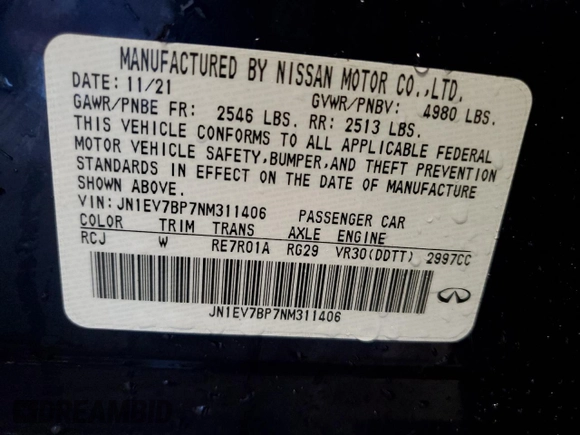 MANUFACTURED BY NISSAN MOTOR CO.,LTD.
DATE: 11/21 GVWR/PNBV: 4980 LBS.
GAWR/PNBE FR: 2546 LBS. RR: 2513 LBS.
THIS VEHICLE CONFORMS TO ALL APPLICABLE FEDERAL
MOTOR VEHICLE SAFETY,BUMPER,AND THEFT PREVENTION
STANDARDS IN EFFECT ON THE DATE OF MANUFACTURE
SHOWN ABOVE.
VIN:JN1EV7BP7NM311406 PASSENGER CAR
COLOR TRIM TRANS AXLE ENGINE
RCJ W RE7R01A RG29 VR30(DDTT) 2997CC
JN1EV7BP7NM311406
DREAMBID